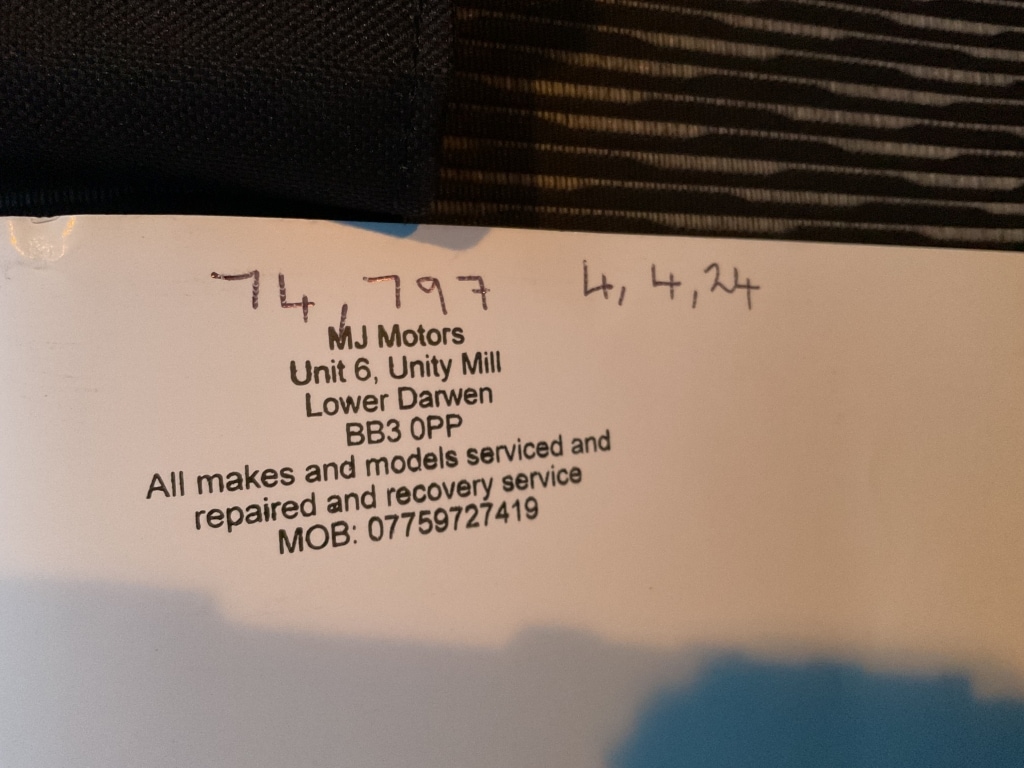 74,797 4,4,24
MJ Motors
Unit 6, Unity Mill
Lower Darwen
BB3 0PP
All makes and models serviced and
repaired and recovery service
MOB: 07759727419